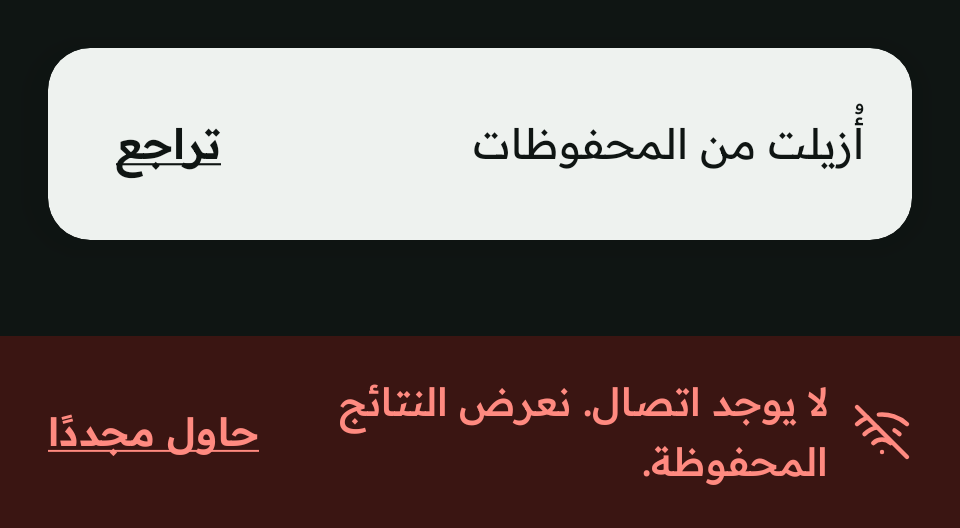 أُزيلت من المحفوظات
تراجع
لا يوجد اتصال. نعرض النتائج
المحفوظة.
حاول مجددًا